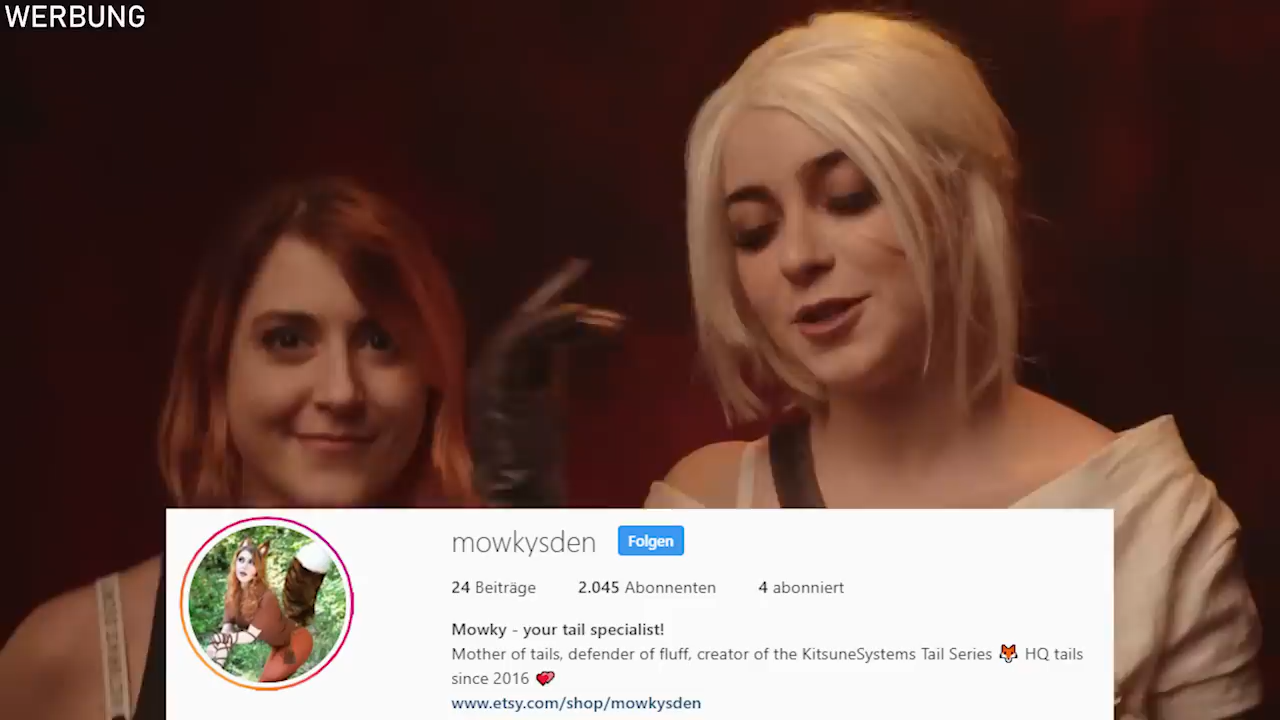 WERBUNG
mowkysden Folgen
24 Beiträge 2.045 Abonnenten 4 abonniert
Mowky - your tail specialist!
Mother of tails, defender of fluff, creator of the KitsuneSystems Tail Series 🦊 HQ tails
since 2016 💕
www.etsy.com/shop/mowkysden